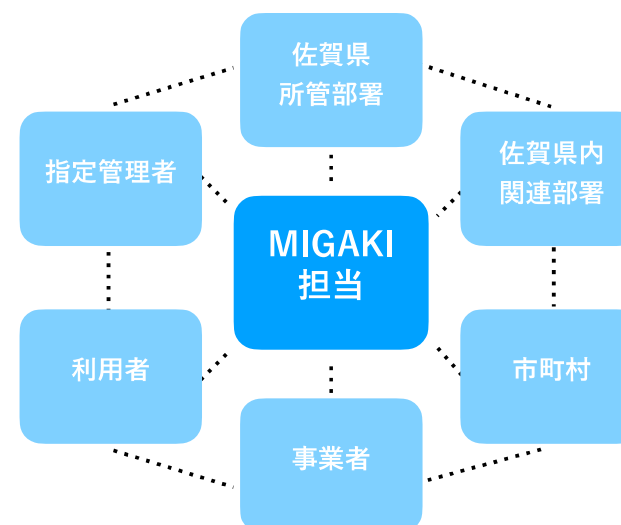 佐賀県
所管部署
指定管理者
佐賀県内
関連部署
MIGAKI
担当
利用者
市町村
事業者